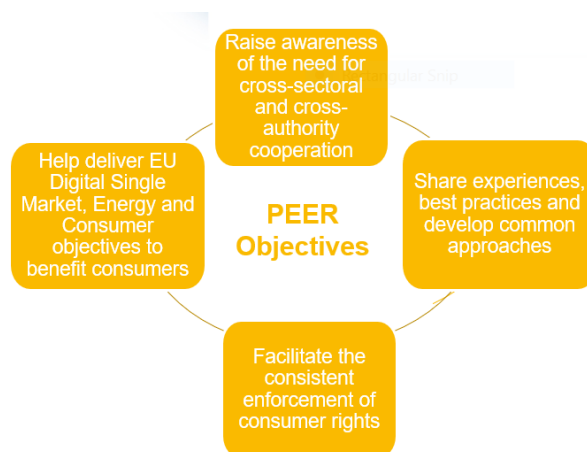 Raise awareness
of the need for
cross-sectoral
and cross-
authority
cooperation
Help deliver EU
Digital Single
Market, Energy and
Consumer
objectives to
benefit consumers
PEER
Objectives
Share experiences,
best practices and
develop common
approaches
Facilitate the
consistent
enforcement of
consumer rights